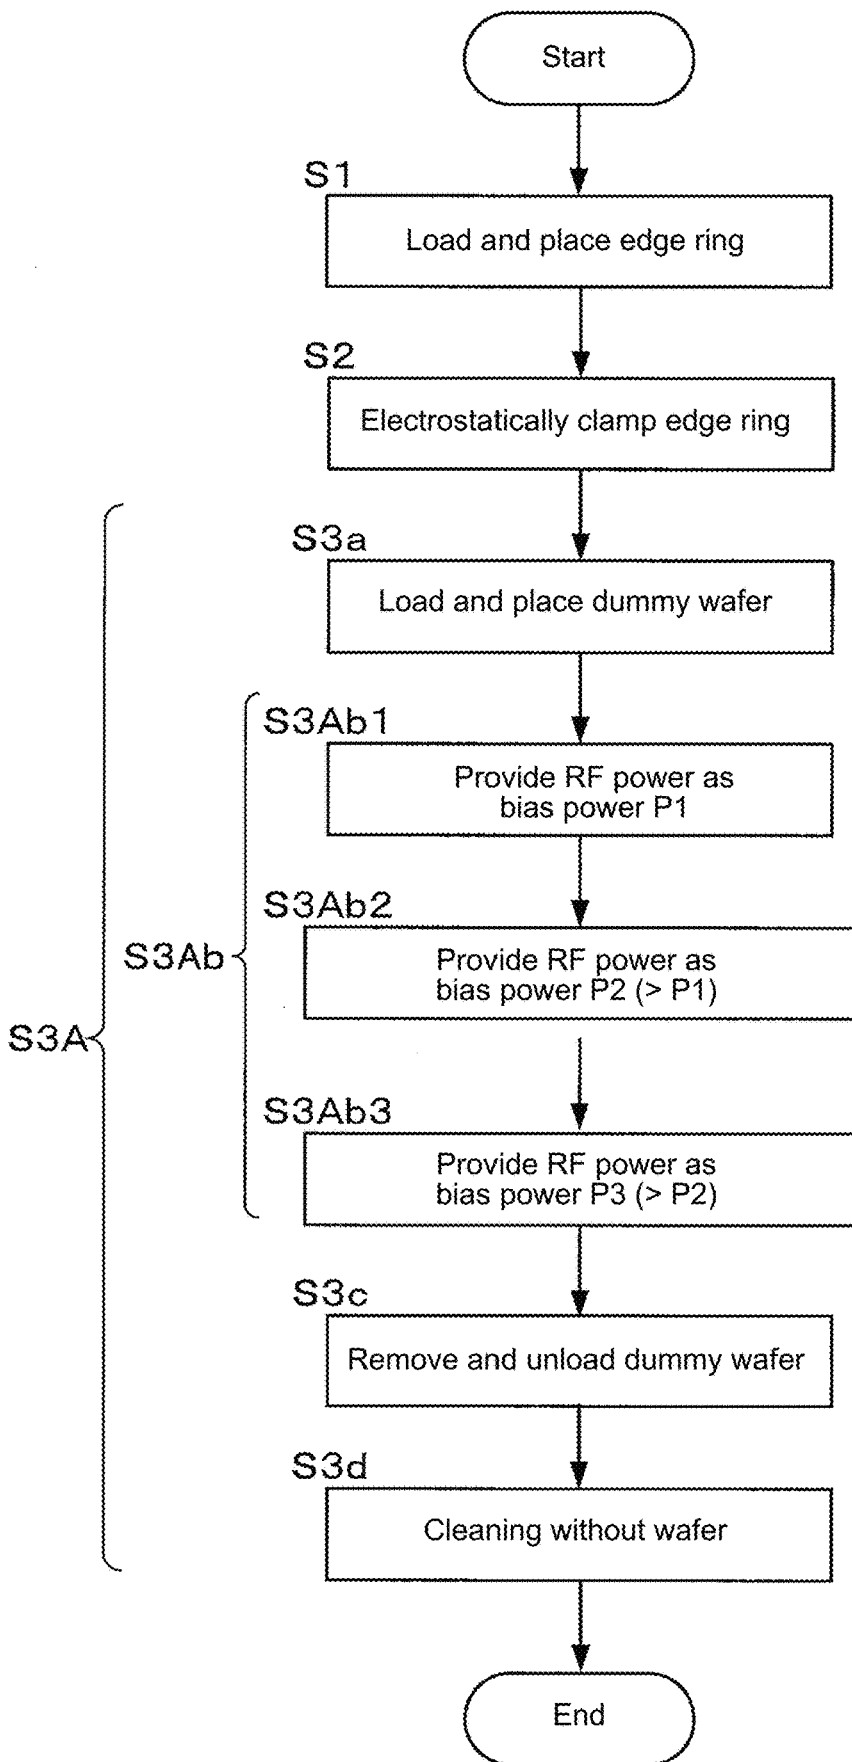 Start
S1
Load and place edge ring
S2
Electrostatically clamp edge ring
S3a
Load and place dummy wafer
S3Ab1
Provide RF power as
bias power P1
S3Ab2
Provide RF power as
bias power P2 (> P1)
S3Ab
S3A
S3Ab3
Provide RF power as
bias power P3 (> P2)
S3c
Remove and unload dummy wafer
S3d
Cleaning without wafer
End